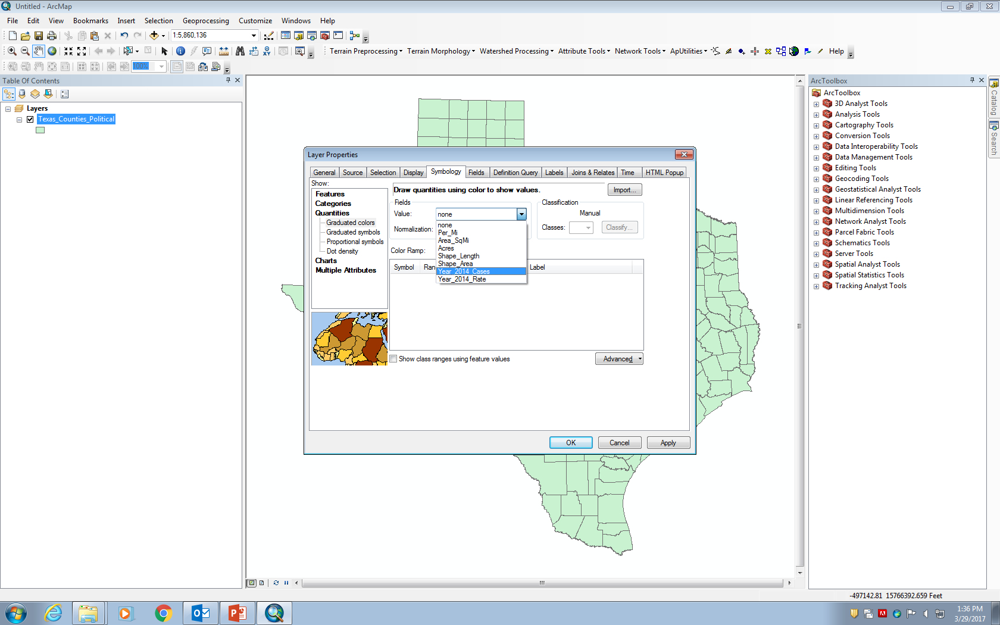 Untitled - ArcMap
File Edit View Bookmarks Insert Selection Geoprocessing Customize Windows Help
1:5,860,136
Terrain Preprocessing Terrain Morphology Watershed Processing Attribute Tools Network Tools ApUtilities Help
100%
Table Of Contents
Layers
Texas_Counties_Political
Layer Properties
General Source Selection Display Symbology Fields Definition Query Labels Joins & Relates Time HTML Popup
Show:
Features
Categories
Quantities
Graduated colors
Graduated symbols
Proportional symbols
Dot density
Charts
Multiple Attributes
Draw quantities using color to show values.
Import...
Fields
Value: none
Normalization:
none
Per_Mi
Area_SqMi
Acres
Shape_Length
Shape_Area
Year_2014_Cases
Year_2014_Rate
Classification
Manual
Classes:
Classify...
Color Ramp:
Symbol Ran Label
Show class ranges using feature values
Advanced
OK Cancel Apply
ArcToolbox
ArcToolbox
3D Analyst Tools
Analysis Tools
Cartography Tools
Conversion Tools
Data Interoperability Tools
Data Management Tools
Editing Tools
Geocoding Tools
Geostatistical Analyst Tools
Linear Referencing Tools
Multidimension Tools
Network Analyst Tools
Parcel Fabric Tools
Schematics Tools
Server Tools
Spatial Analyst Tools
Spatial Statistics Tools
Tracking Analyst Tools
Catalog
Search
-497142.81 15766392.659 Feet
1:36 PM
3/29/2017